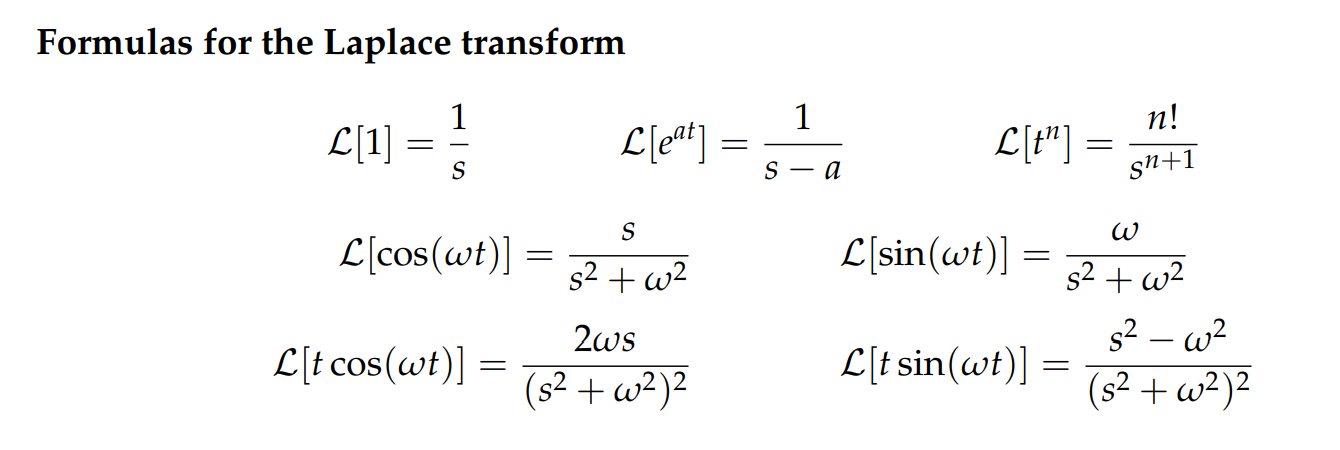 Formulas for the Laplace transform
ℒ[1] = 1/s    ℒ[e^{at}] = 1/(s − a)    ℒ[t^n] = n!/s^{n+1}
ℒ[cos(ωt)] = s/(s² + ω²)    ℒ[sin(ωt)] = ω/(s² + ω²)
ℒ[t cos(ωt)] = 2ωs/(s² + ω²)²    ℒ[t sin(ωt)] = (s² − ω²)/(s² + ω²)²